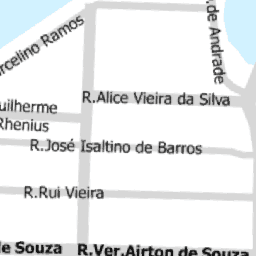 arcelino Ramos
de Andrade
R.Alice Vieira da Silva
uilherme
Rhenius
R.José Isaltino de Barros
R.Rui Vieira
de Souza
R.Ver.Airton de Souza